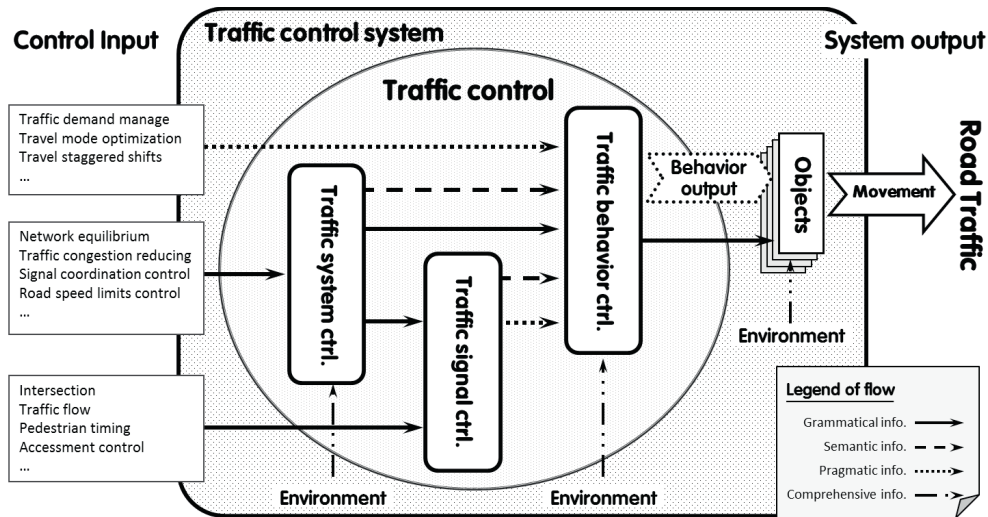 Control Input
Traffic control system
System output
Traffic control
Traffic demand manage
Travel mode optimization
Travel staggered shifts
...
Network equilibrium
Traffic congestion reducing
Signal coordination control
Road speed limits control
...
Intersection
Traffic flow
Pedestrian timing
Accessment control
...
Traffic system ctrl.
Traffic signal ctrl.
Traffic behavior ctrl.
Behavior
output
Objects
Movement
Road Traffic
Environment
Environment
Environment
Legend of flow
Grammatical info.
Semantic info.
Pragmatic info.
Comprehensive info.